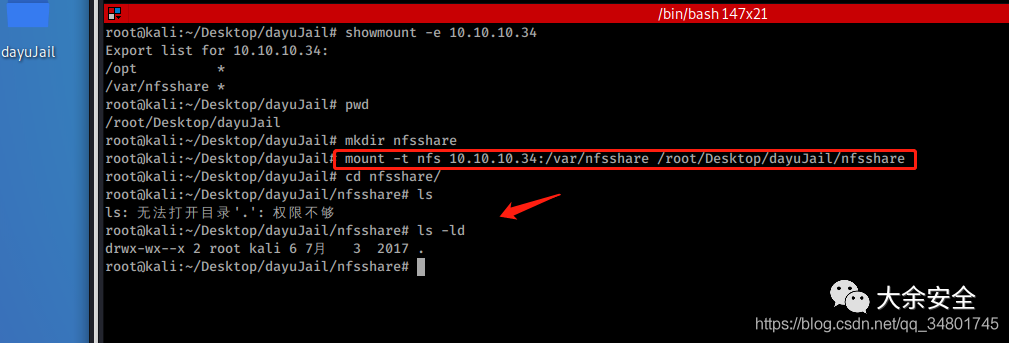 /bin/bash 147x21
dayuJail
root@kali:~/Desktop/dayuJail# showmount -e 10.10.10.34
Export list for 10.10.10.34:
/opt         *
/var/nfsshare *
root@kali:~/Desktop/dayuJail# pwd
/root/Desktop/dayuJail
root@kali:~/Desktop/dayuJail# mkdir nfsshare
root@kali:~/Desktop/dayuJail# mount -t nfs 10.10.10.34:/var/nfsshare /root/Desktop/dayuJail/nfsshare
root@kali:~/Desktop/dayuJail# cd nfsshare/
root@kali:~/Desktop/dayuJail/nfsshare# ls
ls: 无法打开目录'.': 权限不够
root@kali:~/Desktop/dayuJail/nfsshare# ls -ld
drwx-wx--x 2 root kali 6 7月   3  2017 .
root@kali:~/Desktop/dayuJail/nfsshare#
大余安全
https://blog.csdn.net/qq_34801745